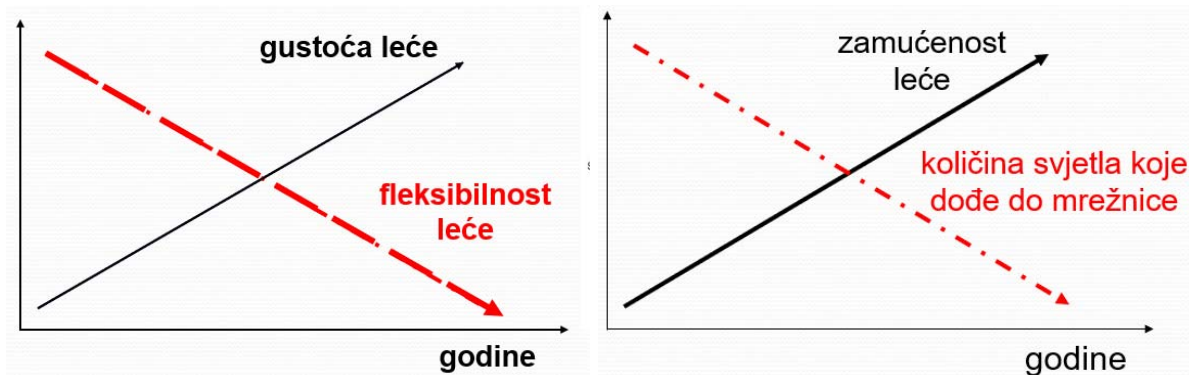 gustoća leće
fleksibilnost
leće
godine
zamućenost
leće
količina svjetla koje
dođe do mrežnice
godine